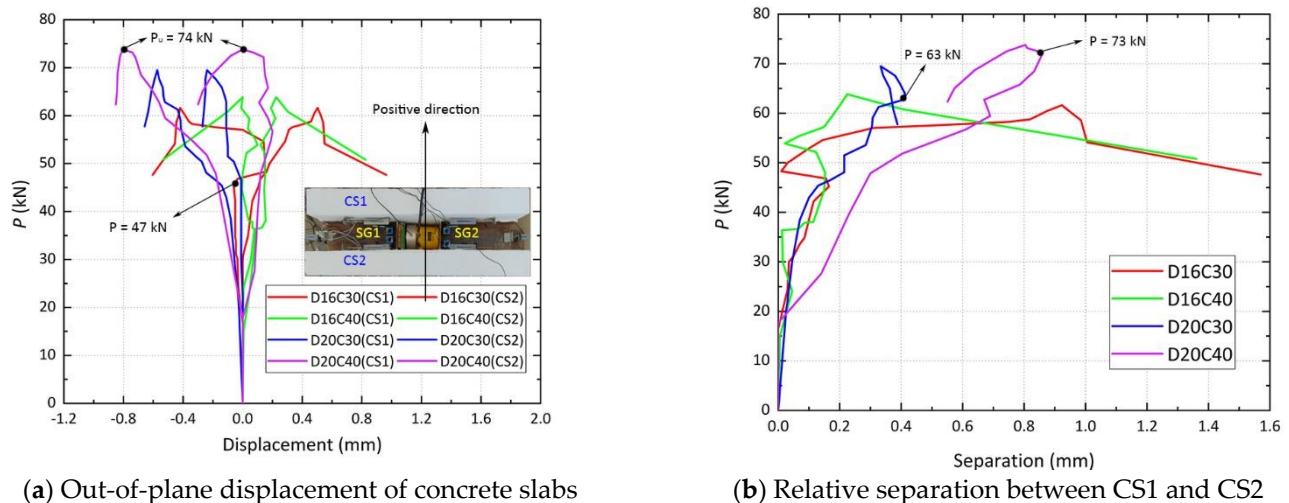 80
70
60
50
40
30
20
10
0
P (kN)
Pᵤ = 74 kN
Positive direction
P = 47 kN
CS1
SG1 SG2
CS2
D16C30(CS1) D16C30(CS2)
D16C40(CS1) D16C40(CS2)
D20C30(CS1) D20C30(CS2)
D20C40(CS1) D20C40(CS2)
-1.2 -0.8 -0.4 0.0 0.4 0.8 1.2 1.6 2.0
Displacement (mm)
(a) Out-of-plane displacement of concrete slabs
80
70
60
50
40
30
20
10
0
P (kN)
P = 63 kN
P = 73 kN
D16C30
D16C40
D20C30
D20C40
0.0 0.2 0.4 0.6 0.8 1.0 1.2 1.4 1.6
Separation (mm)
(b) Relative separation between CS1 and CS2